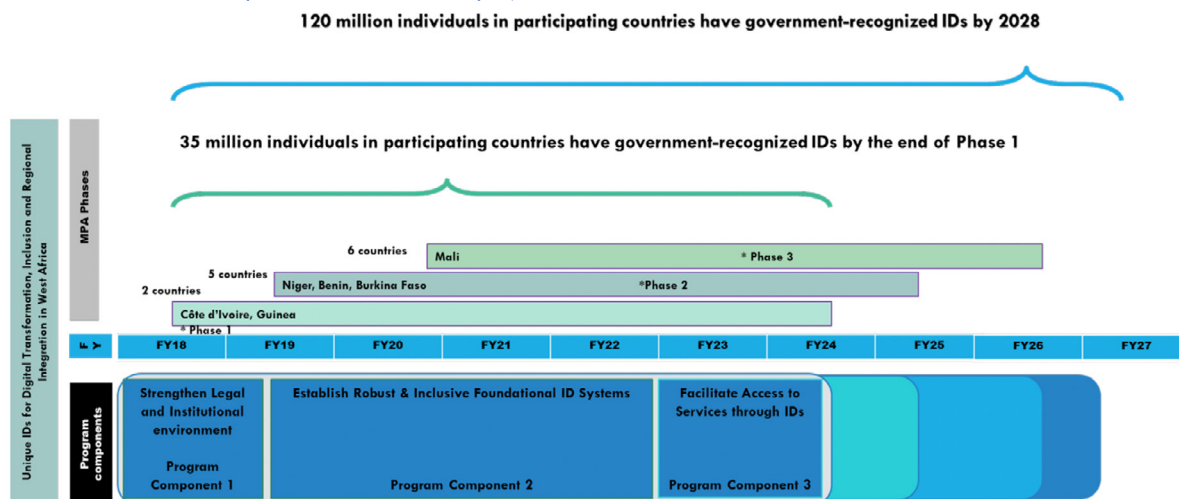 120 million individuals in participating countries have government-recognized IDs by 2028
35 million individuals in participating countries have government-recognized IDs by the end of Phase 1
Unique IDs for Digital Transformation, Inclusion and Regional
Integration in West Africa
MPA Phases
6 countries
Mali
* Phase 3
5 countries
Niger, Benin, Burkina Faso
*Phase 2
2 countries
Côte d'Ivoire, Guinea
* Phase 1
F
Y
FY18
FY19
FY20
FY21
FY22
FY23
FY24
FY25
FY26
FY27
Program
components
Strengthen Legal
and Institutional
environment
Program
Component 1
Establish Robust & Inclusive Foundational ID Systems
Program Component 2
Facilitate Access to
Services through IDs
Program Component 3